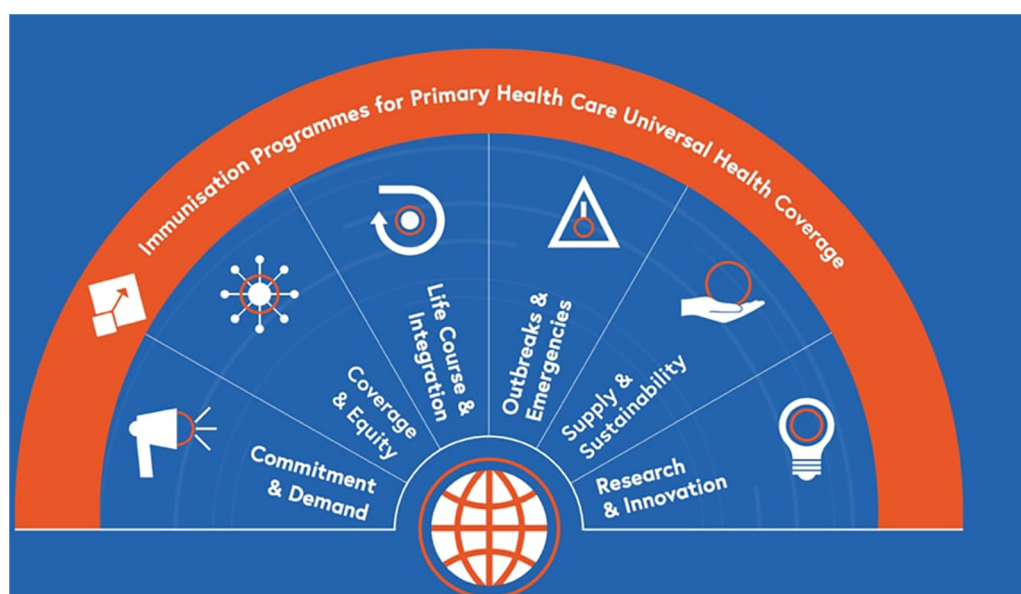 Immunisation Programmes for Primary Health Care Universal Health Coverage
Commitment
& Demand
Coverage
& Equity
Life Course &
Integration
Outbreaks &
Emergencies
Supply &
Sustainability
Research
& Innovation